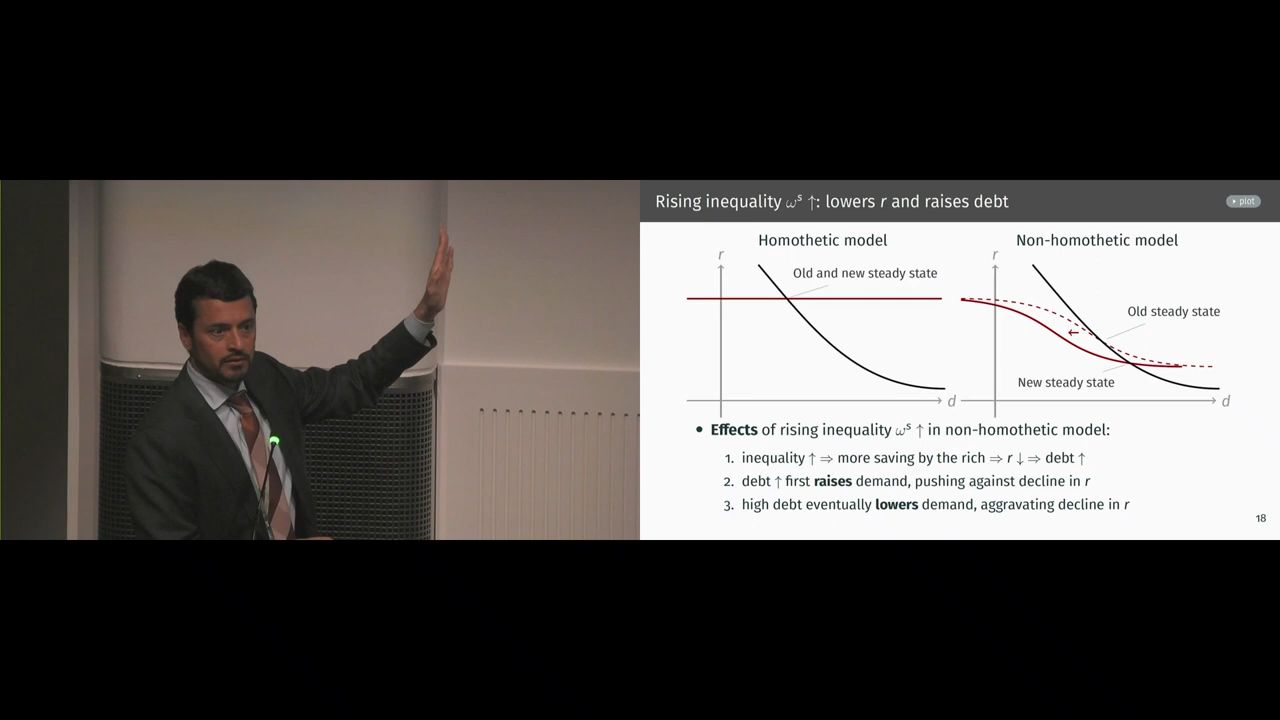 Rising inequality ωˢ ↑: lowers r and raises debt
▸ plot
Homothetic model
Non-homothetic model
r
r
Old and new steady state
Old steady state
←
New steady state
d
d
• Effects of rising inequality ωˢ ↑ in non-homothetic model:
1. inequality ↑ ⇒ more saving by the rich ⇒ r ↓ ⇒ debt ↑
2. debt ↑ first raises demand, pushing against decline in r
3. high debt eventually lowers demand, aggravating decline in r
18